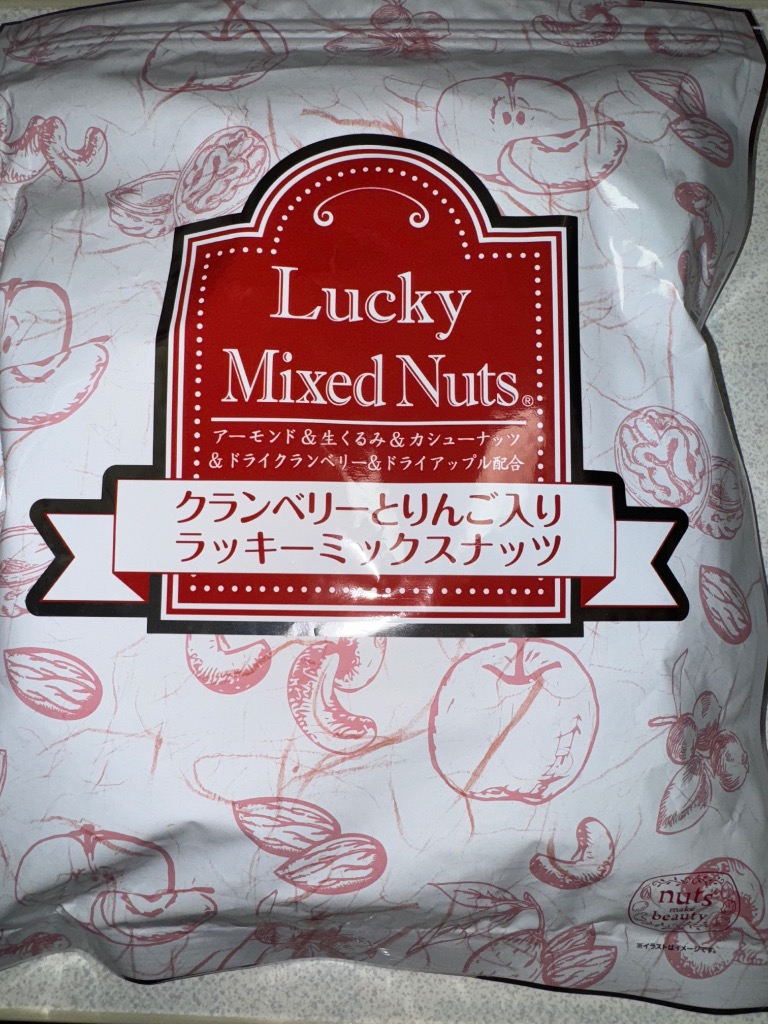 Lucky
Mixed Nuts®
アーモンド&生くるみ&カシューナッツ
&ドライクランベリー&ドライアップル配合
クランベリーとりんご入り
ラッキーミックスナッツ
nuts
make
beauty
※イラストはイメージです。